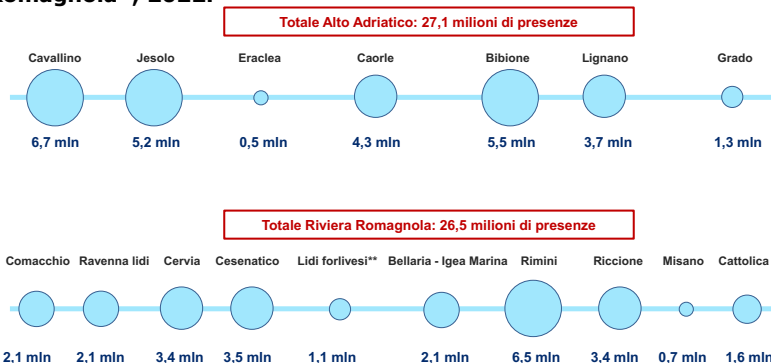 Romagnola*, 2022.
Totale Alto Adriatico: 27,1 milioni di presenze
Cavallino Jesolo Eraclea Caorle Bibione Lignano Grado
6,7 mln 5,2 mln 0,5 mln 4,3 mln 5,5 mln 3,7 mln 1,3 mln
Totale Riviera Romagnola: 26,5 milioni di presenze
Comacchio Ravenna lidi Cervia Cesenatico Lidi forlivesi** Bellaria - Igea Marina Rimini Riccione Misano Cattolica
2,1 mln 2,1 mln 3,4 mln 3,5 mln 1,1 mln 2,1 mln 6,5 mln 3,4 mln 0,7 mln 1,6 mln